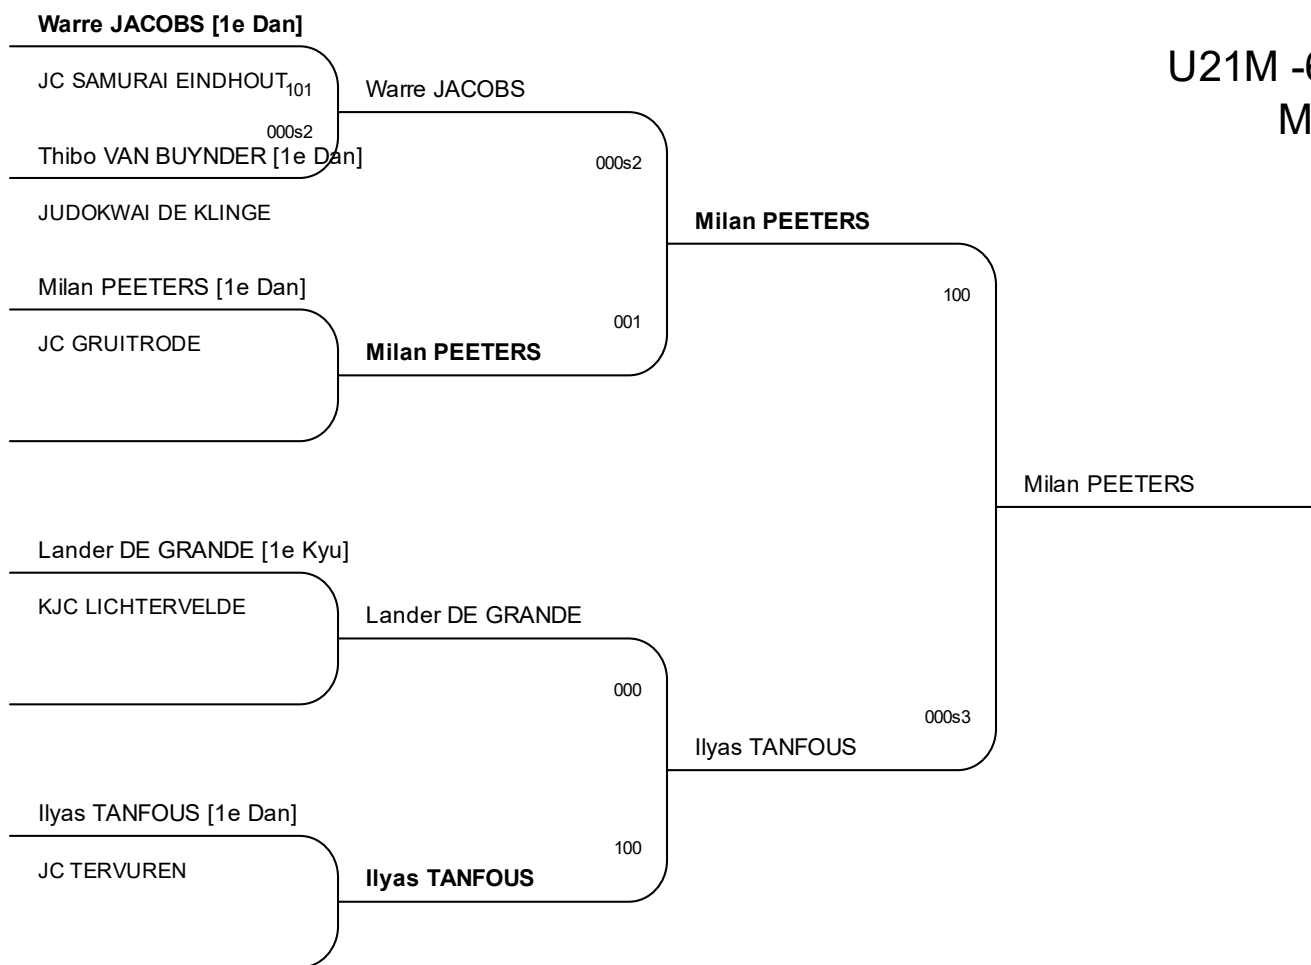 Warre JACOBS [1e Dan]
U21M -6
JC SAMURAI EINDHOUT
101
Warre JACOBS
M
000s2
Thibo VAN BUYNDER [1e Dan]
000s2
JUDOKWAI DE KLINGE
Milan PEETERS
Milan PEETERS [1e Dan]
100
001
JC GRUITRODE
Milan PEETERS
Milan PEETERS
Lander DE GRANDE [1e Kyu]
KJC LICHTERVELDE
Lander DE GRANDE
000
000s3
Ilyas TANFOUS
Ilyas TANFOUS [1e Dan]
100
JC TERVUREN
Ilyas TANFOUS